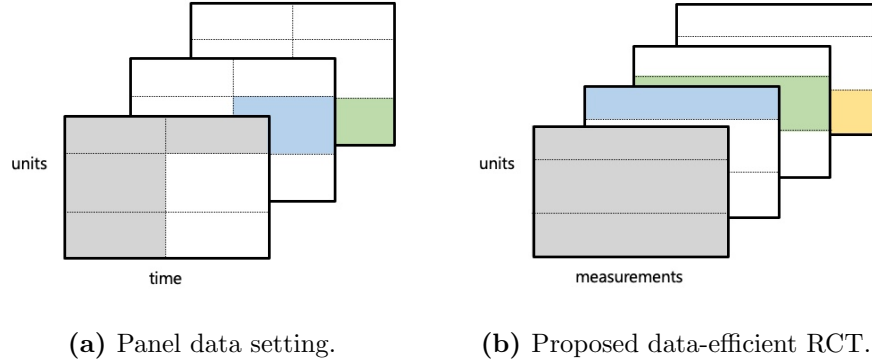 units
time
(a) Panel data setting.
units
measurements
(b) Proposed data-efficient RCT.